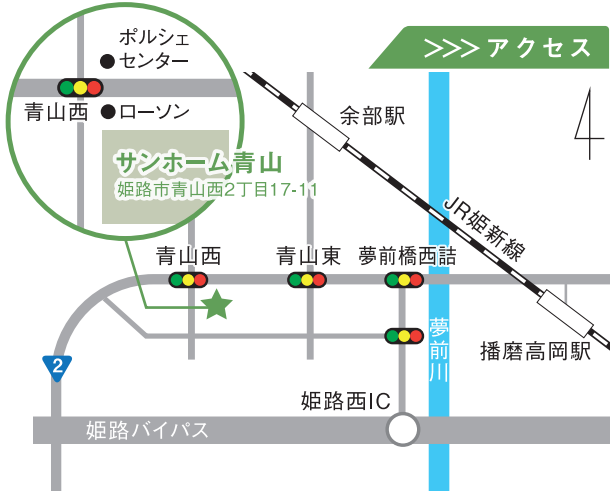 >>> アクセス
ポルシェ
センター
青山西
ローソン
サンホーム青山
姫路市青山西2丁目17-11
余部駅
JR姫新線
青山西
青山東
夢前橋西詰
夢前川
播磨高岡駅
2
姫路西IC
姫路バイパス